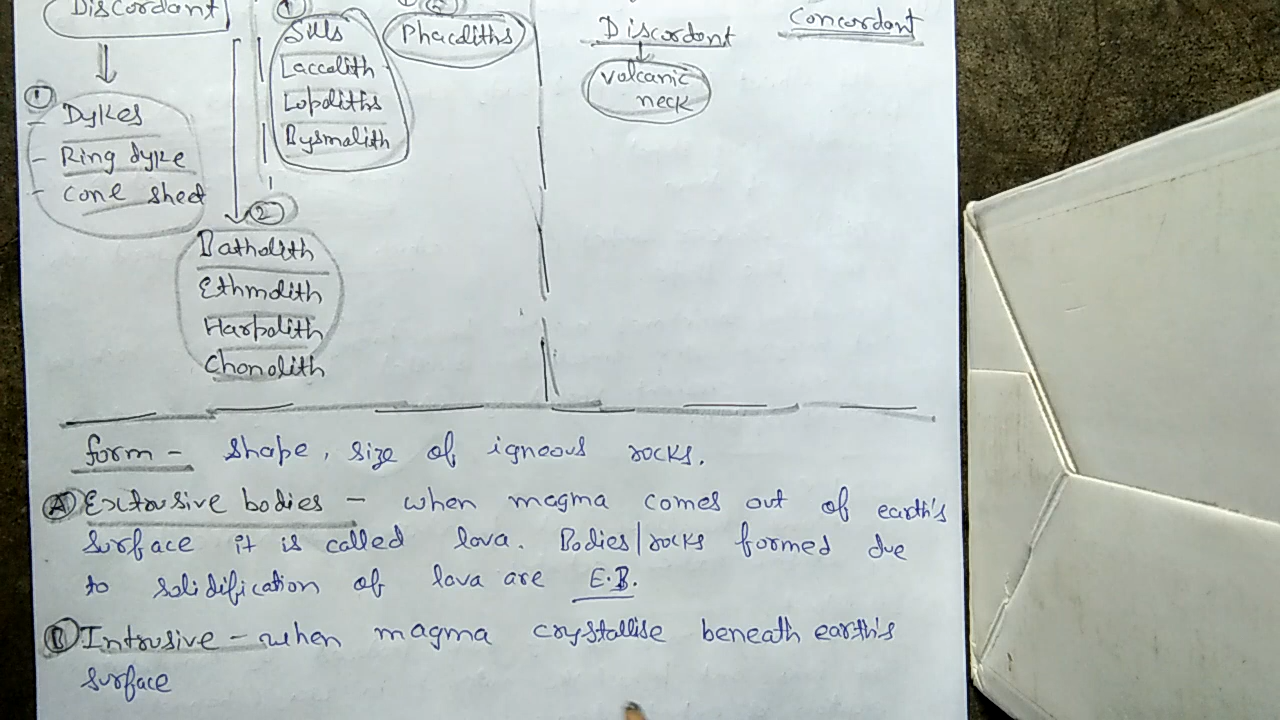 Discordant
①
Sills
Laccolith
Lopoliths
Bysmalith
②
Phacoliths
Discordant
volcanic
neck
Concordant
①
- Dykes
- Ring dyke
- Cone sheet
②
Batholith
Ethmolith
Harpolith
Chonolith
form - shape, size of igneous rocks.
Ⓐ Extrusive bodies - when magma comes out of earth's
surface it is called lava. Bodies/rocks formed due
to solidification of lava are E.B.
Ⓑ Intrusive - when magma crystallise beneath earth's
surface